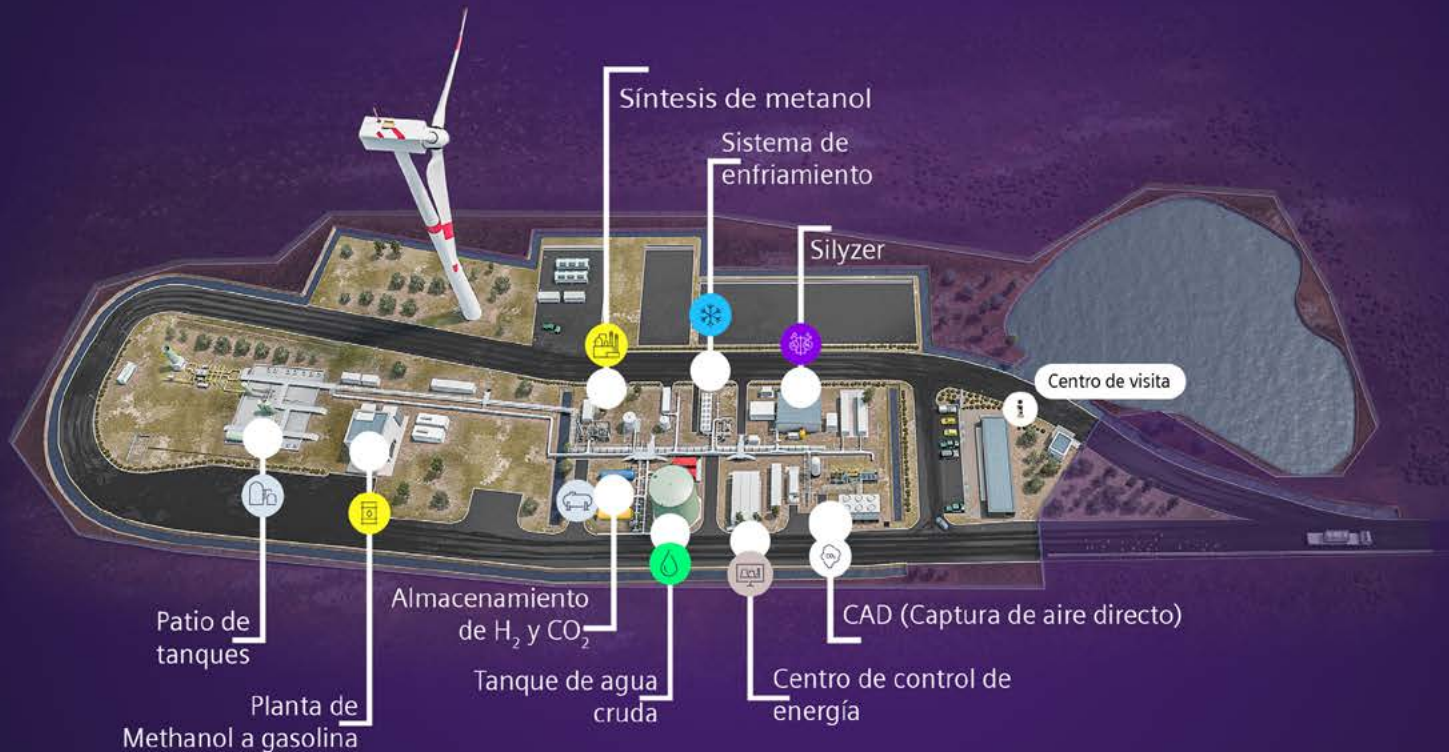 Síntesis de metanol
Sistema de
enfriamiento
Silyzer
Centro de visita
Patio de
tanques
Planta de
Methanol a gasolina
Almacenamiento
de H₂ y CO₂
Tanque de agua
cruda
Centro de control de
energía
CAD (Captura de aire directo)